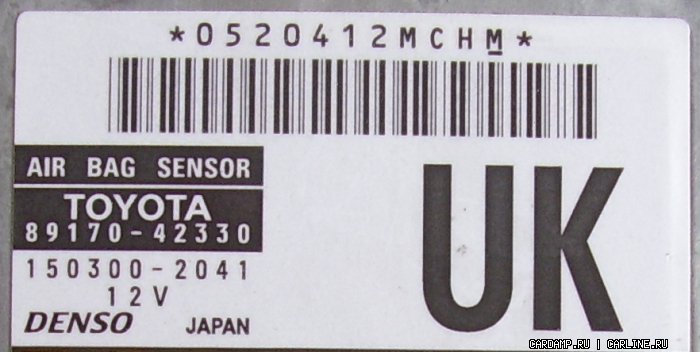 *0520412MCHM*
AIR BAG SENSOR
TOYOTA
89170-42330
150300-2041
12V
DENSO JAPAN
UK
CARDAMP.RU | CARLINE.RU